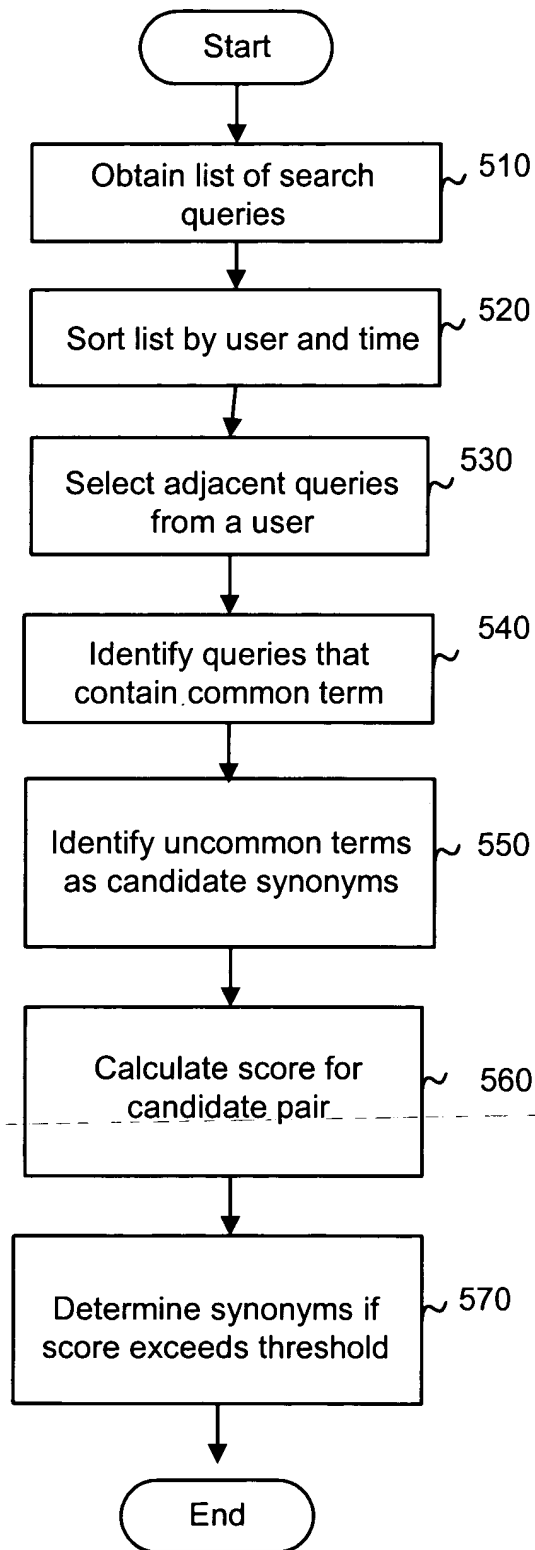 Start
Obtain list of search
queries
510
Sort list by user and time
520
Select adjacent queries
from a user
530
Identify queries that
contain common term
540
Identify uncommon terms
as candidate synonyms
550
Calculate score for
candidate pair
560
Determine synonyms if
score exceeds threshold
570
End